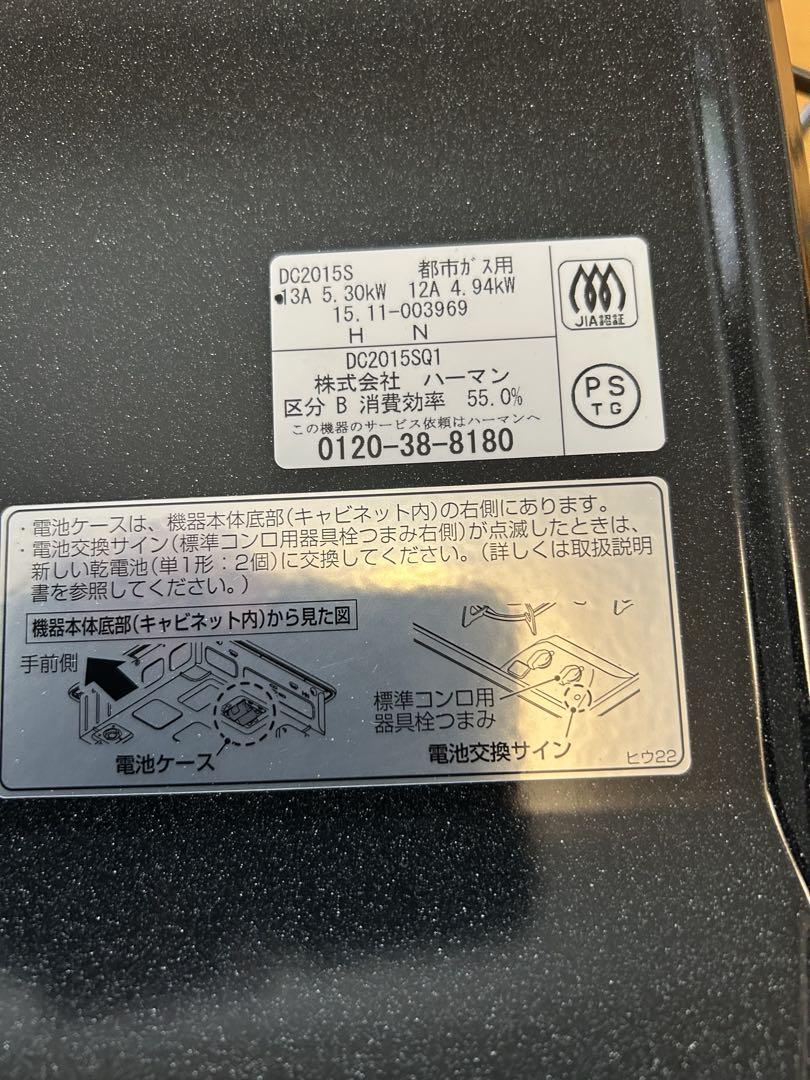 DC2015S 都市ガス用
13A 5.30kW 12A 4.94kW
15.11-003969
H N
DC2015SQ1
株式会社 ハーマン
区分 B 消費効率 55.0%
この機器のサービス依頼はハーマンへ
0120-38-8180
JIA認証
PS
TG
・電池ケースは、機器本体底部(キャビネット内)の右側にあります。
・電池交換サイン(標準コンロ用器具栓つまみ右側)が点滅したときは、
新しい乾電池(単1形:2個)に交換してください。(詳しくは取扱説明
書を参照してください。)
機器本体底部(キャビネット内)から見た図
手前側
電池ケース
標準コンロ用
器具栓つまみ
電池交換サイン
ヒウ22